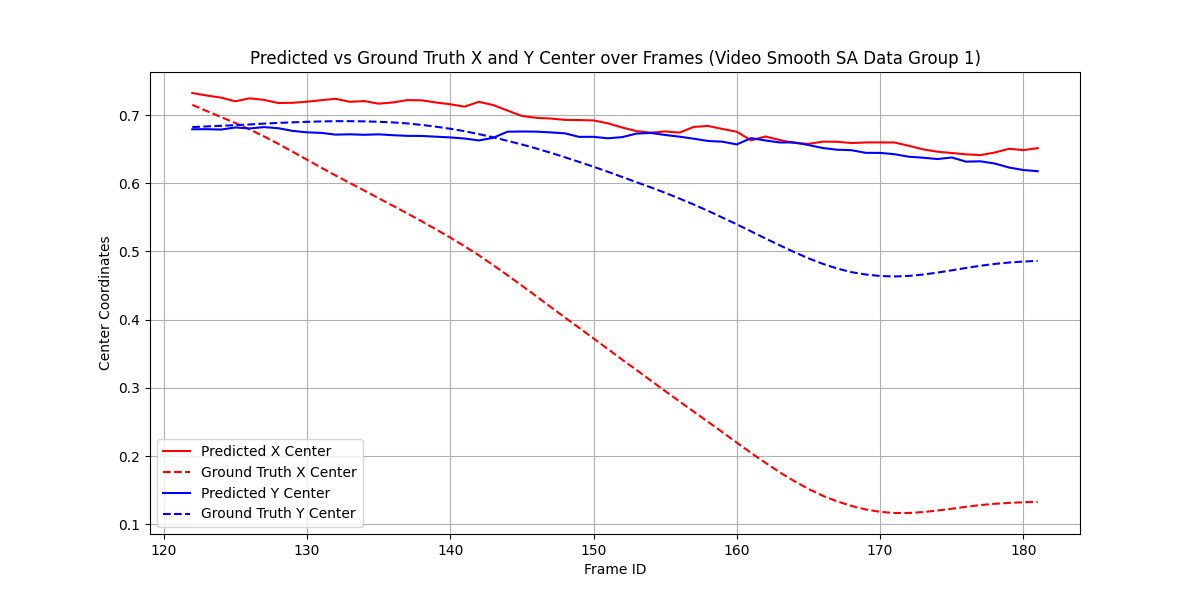 Predicted vs Ground Truth X and Y Center over Frames (Video Smooth SA Data Group 1)
Center Coordinates
0.7
0.6
0.5
0.4
0.3
0.2
0.1
Predicted X Center
Ground Truth X Center
Predicted Y Center
Ground Truth Y Center
120 130 140 150 160 170 180
Frame ID